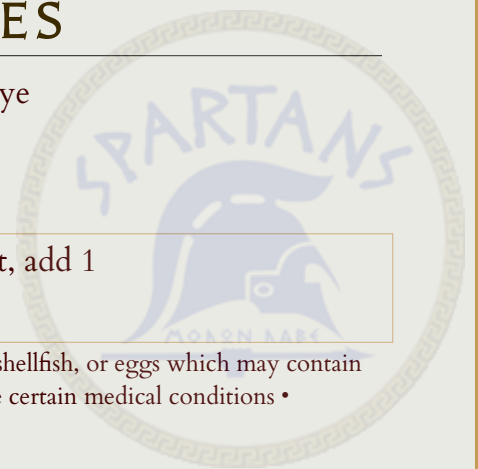 ES
ye
SPARTANS
t, add 1
ΜΟΛΩΝ ΛΑΒΕ
shellfish, or eggs which may contain
e certain medical conditions •